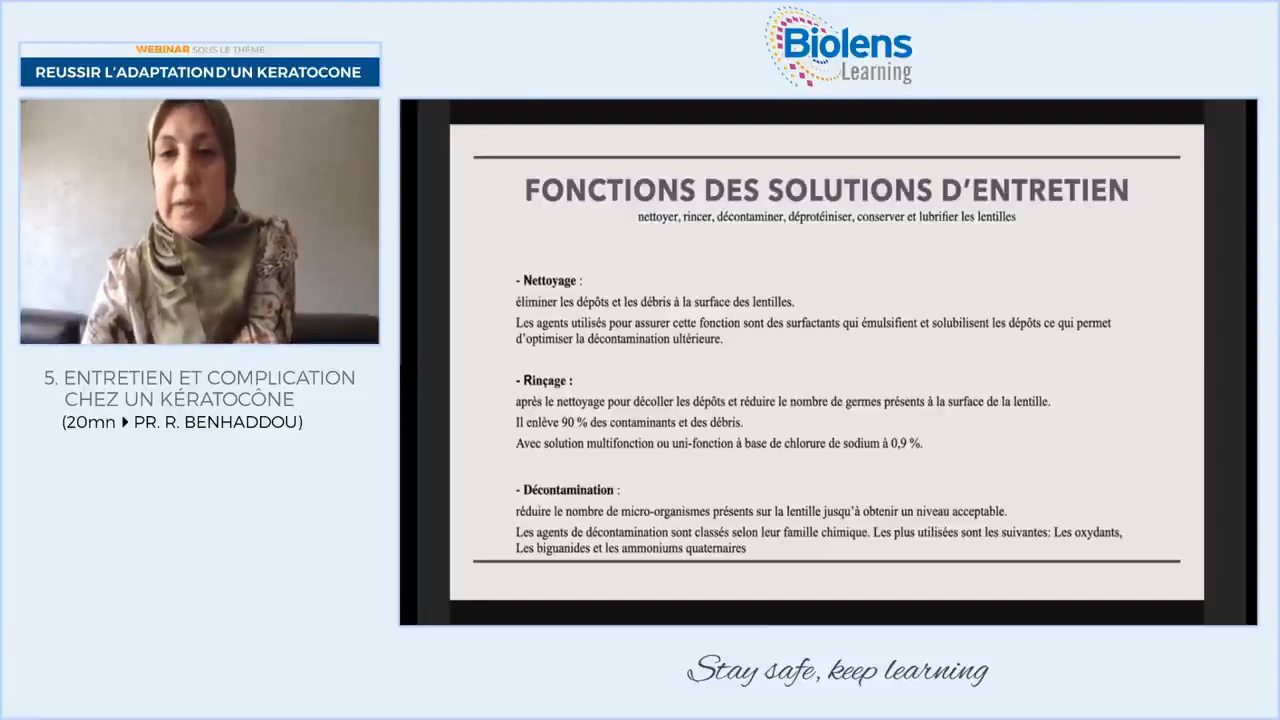 WEBINAR SOUS LE THEME
REUSSIR L'ADAPTATION D'UN KERATOCONE
Biolens
Learning
5. ENTRETIEN ET COMPLICATION
CHEZ UN KÉRATOCÔNE
(20mn PR. R. BENHADDOU)
FONCTIONS DES SOLUTIONS D'ENTRETIEN
nettoyer, rincer, décontaminer, déprotéiniser, conserver et lubrifier les lentilles
- Nettoyage :
éliminer les dépôts et les débris à la surface des lentilles.
Les agents utilisés pour assurer cette fonction sont des surfactants qui émulsifient et solubilisent les dépôts ce qui permet
d'optimiser la décontamination ultérieure.
- Rinçage :
après le nettoyage pour décoller les dépôts et réduire le nombre de germes présents à la surface de la lentille.
Il enlève 90 % des contaminants et des débris.
Avec solution multifonction ou uni-fonction à base de chlorure de sodium à 0,9 %.
- Décontamination :
réduire le nombre de micro-organismes présents sur la lentille jusqu'à obtenir un niveau acceptable.
Les agents de décontamination sont classés selon leur famille chimique. Les plus utilisées sont les suivantes: Les oxydants,
Les biguanides et les ammoniums quaternaires
Stay safe, keep learning